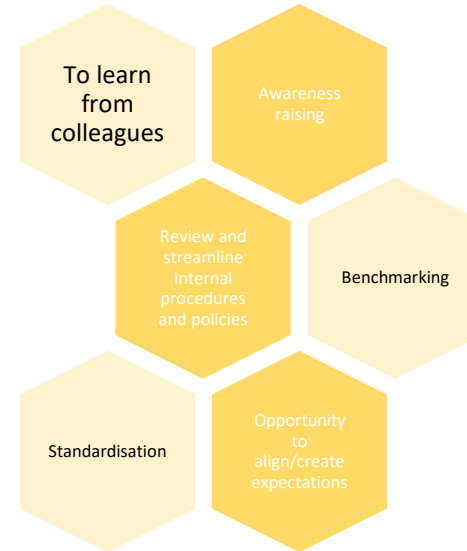 To learn
from
colleagues
Awareness
raising
Review and
streamline
internal
procedures
and policies
Benchmarking
Standardisation
Opportunity
to
align/create
expectations